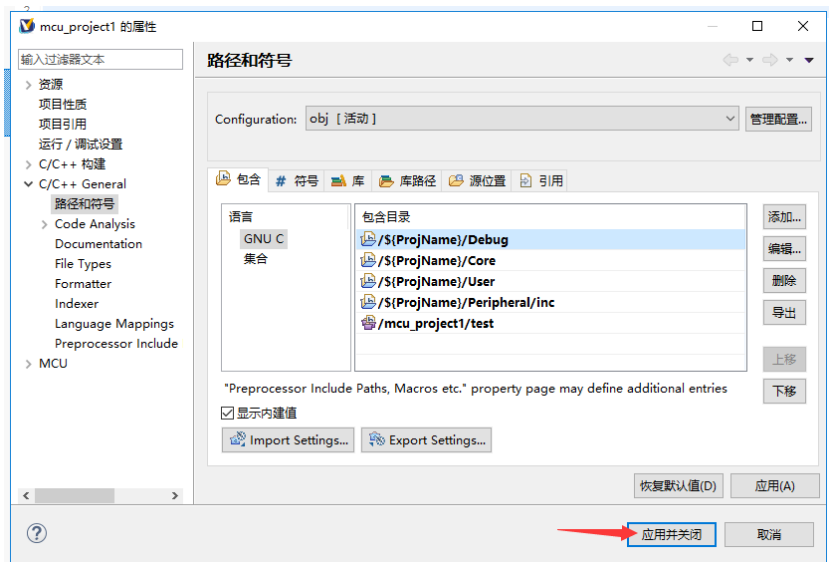 2
mcu_project1 的属性
输入过滤器文本
资源
项目性质
项目引用
运行 / 调试设置
C/C++ 构建
C/C++ General
路径和符号
Code Analysis
Documentation
File Types
Formatter
Indexer
Language Mappings
Preprocessor Include
MCU
路径和符号
Configuration: obj [ 活动 ] 管理配置...
包含 # 符号 库 库路径 源位置 引用
语言
GNU C
集合
包含目录
/${ProjName}/Debug
/${ProjName}/Core
/${ProjName}/User
/${ProjName}/Peripheral/inc
/mcu_project1/test
添加...
编辑...
删除
导出
上移
下移
"Preprocessor Include Paths, Macros etc." property page may define additional entries
显示内建值
Import Settings... Export Settings...
恢复默认值(D) 应用(A)
应用并关闭 取消